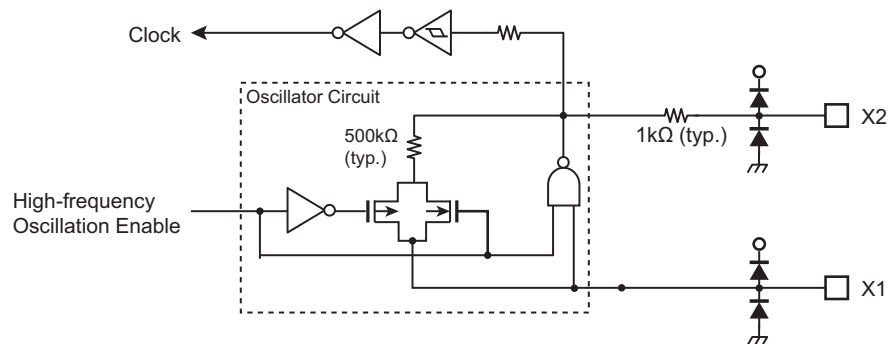 Clock
Oscillator Circuit
500kΩ
(typ.)
1kΩ (typ.)
X2
High-frequency
Oscillation Enable
X1